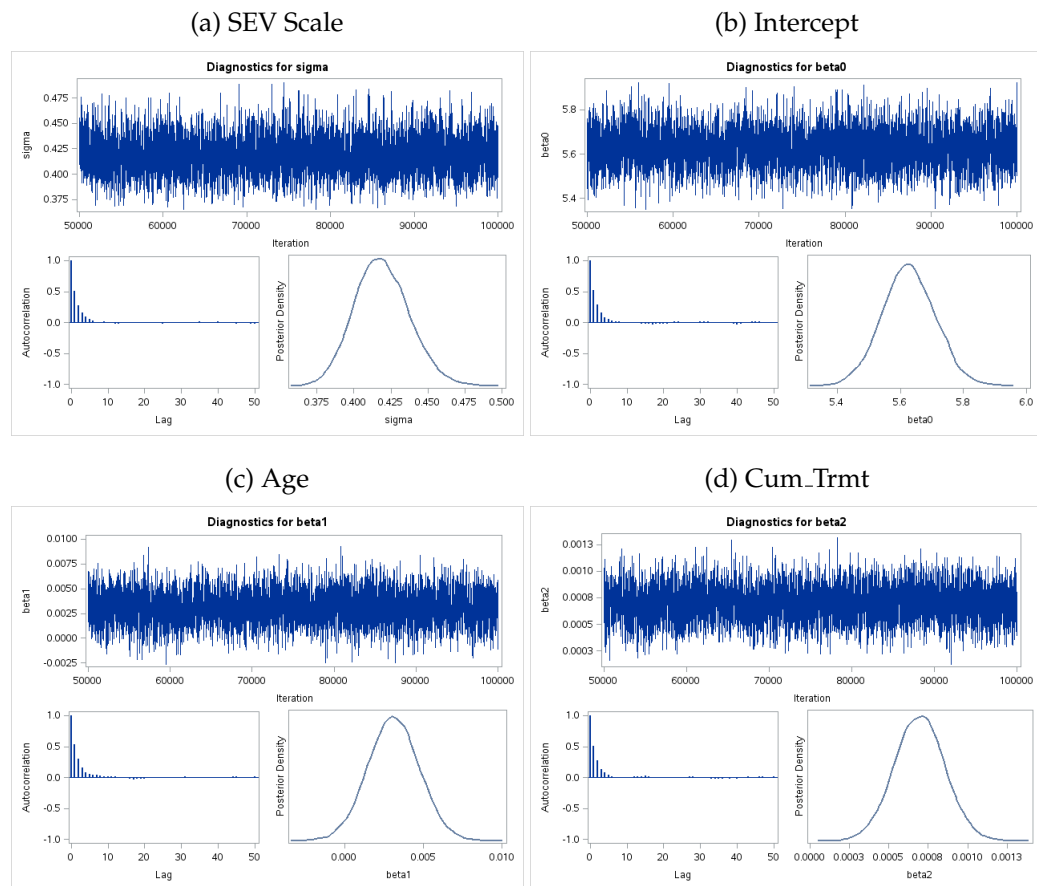 (a) SEV Scale
(b) Intercept
Diagnostics for sigma
0.475
0.450
0.425
0.400
0.375
sigma
50000 60000 70000 80000 90000 100000
Iteration
1.0
0.5
0.0
-0.5
-1.0
Autocorrelation
0 10 20 30 40 50
Lag
Posterior Density
0.375 0.400 0.425 0.450 0.475 0.500
sigma
Diagnostics for beta0
5.8
5.6
5.4
beta0
50000 60000 70000 80000 90000 100000
Iteration
1.0
0.5
0.0
-0.5
-1.0
Autocorrelation
0 10 20 30 40 50
Lag
Posterior Density
5.4 5.6 5.8 6.0
beta0
(c) Age
(d) Cum_Trmt
Diagnostics for beta1
0.0100
0.0075
0.0050
0.0025
0.0000
-0.0025
beta1
50000 60000 70000 80000 90000 100000
Iteration
1.0
0.5
0.0
-0.5
-1.0
Autocorrelation
0 10 20 30 40 50
Lag
Posterior Density
0.000 0.005 0.010
beta1
Diagnostics for beta2
0.0013
0.0010
0.0008
0.0005
0.0003
beta2
50000 60000 70000 80000 90000 100000
Iteration
1.0
0.5
0.0
-0.5
-1.0
Autocorrelation
0 10 20 30 40 50
Lag
Posterior Density
0.0000 0.0003 0.0005 0.0008 0.0010 0.0013
beta2